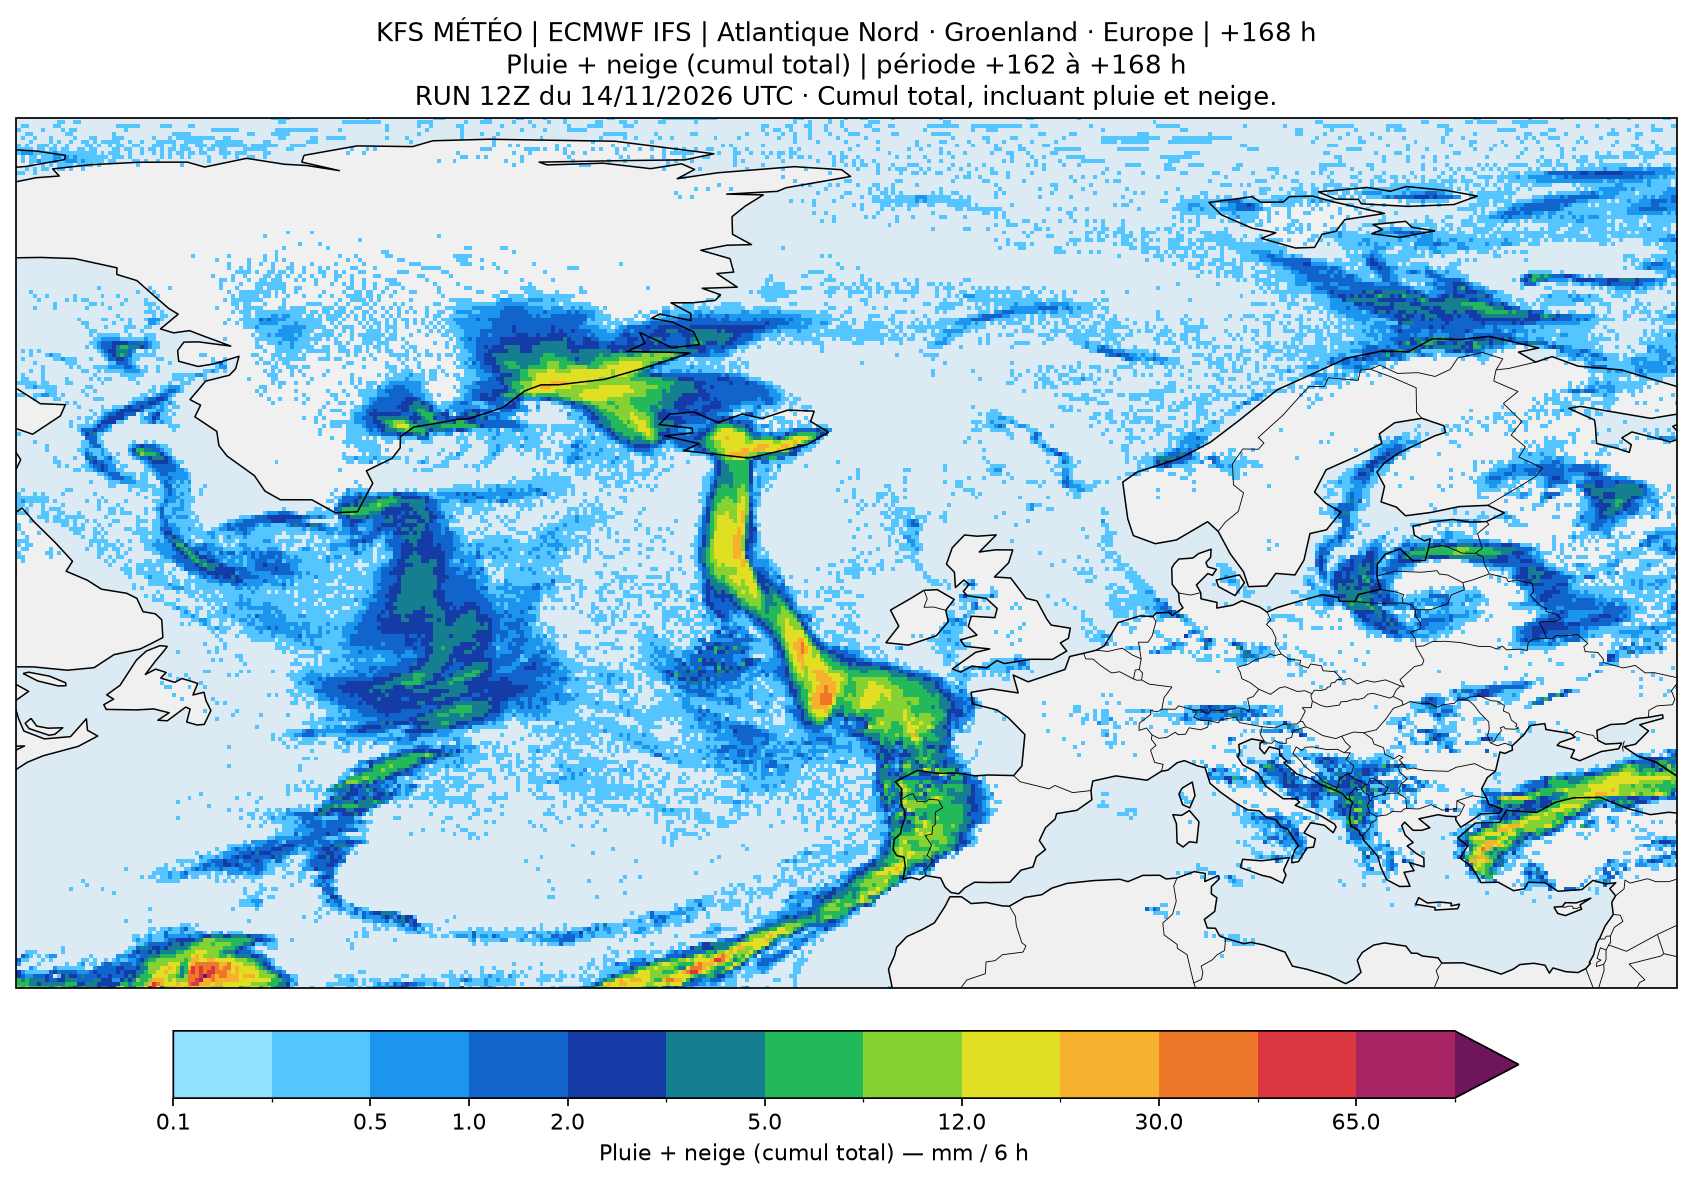 KFS MÉTÉO | ECMWF IFS | Atlantique Nord · Groenland · Europe | +168 h
Pluie + neige (cumul total) | période +162 à +168 h
RUN 12Z du 14/11/2026 UTC · Cumul total, incluant pluie et neige.
0.1 0.5 1.0 2.0 5.0 12.0 30.0 65.0
Pluie + neige (cumul total) — mm / 6 h